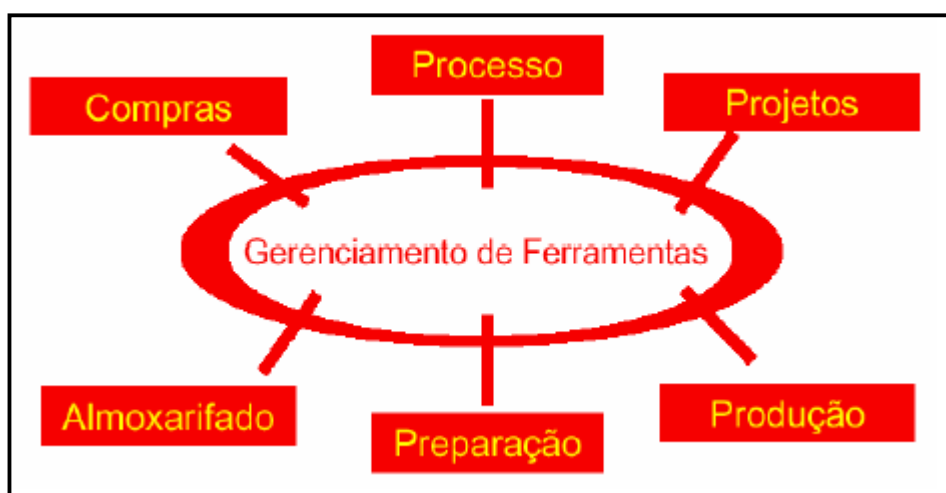 Processo
Compras
Projetos
Gerenciamento de Ferramentas
Almoxarifado
Preparação
Produção